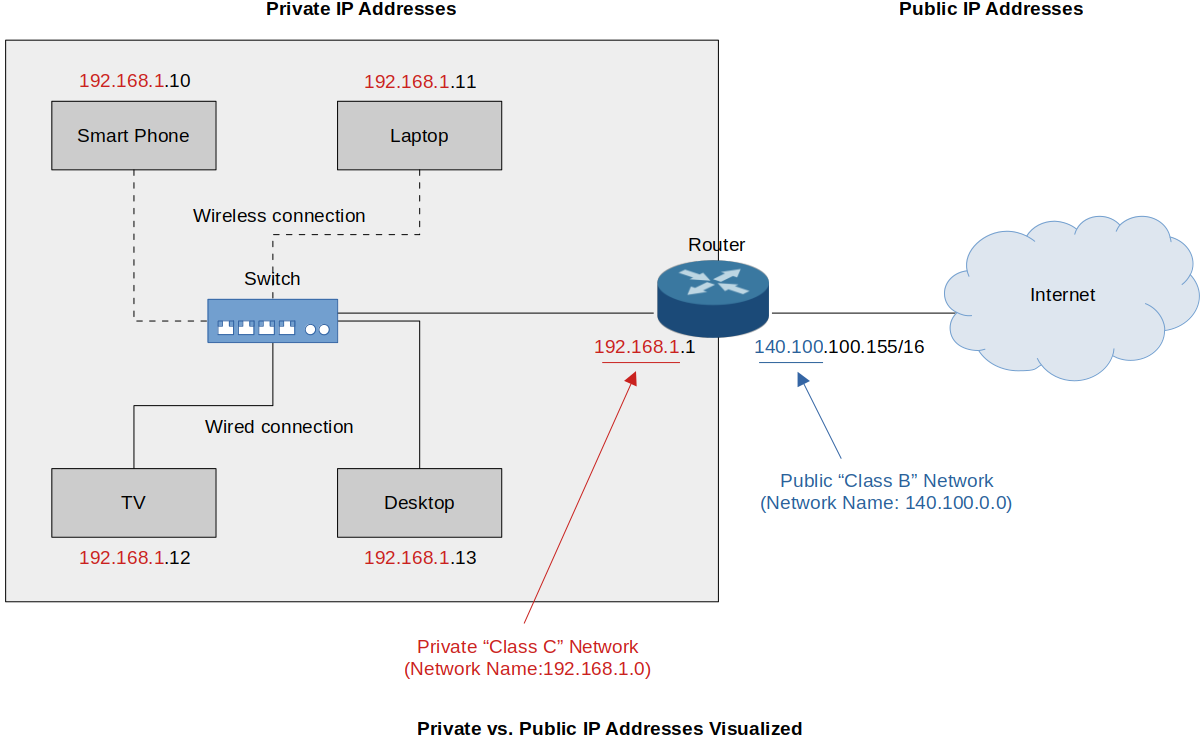 Private IP Addresses
Public IP Addresses
192.168.1.10
192.168.1.11
Smart Phone
Laptop
Wireless connection
Switch
Router
Internet
192.168.1.1
140.100.100.155/16
Wired connection
TV
Desktop
192.168.1.12
192.168.1.13
Public “Class B” Network
(Network Name: 140.100.0.0)
Private “Class C” Network
(Network Name:192.168.1.0)
Private vs. Public IP Addresses Visualized